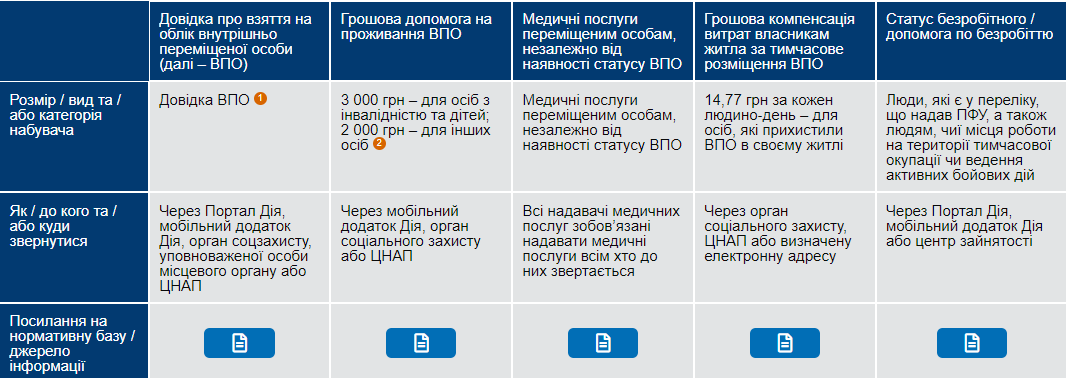 Довідка про взяття на
облік внутрішньо
переміщеної особи
(далі – ВПО)
Грошова допомога на
проживання ВПО
Медичні послуги
переміщеним особам,
незалежно від
наявності статусу ВПО
Грошова компенсація
витрат власникам
житла за тимчасове
розміщення ВПО
Статус безробітного /
допомога по безробіттю
Розмір / вид та /
або категорія
набувача
Довідка ВПО 1
3 000 грн – для осіб з
інвалідністю та дітей;
2 000 грн – для інших
осіб 2
Медичні послуги
переміщеним особам,
незалежно від
наявності статусу ВПО
14,77 грн за кожен
людино-день – для
осіб, які прихистили
ВПО в своєму житлі
Люди, які є у переліку,
що надав ПФУ, а також
людям, чиї місця роботи
на території тимчасової
окупації чи ведення
активних бойових дій
Як / до кого та /
або куди
звернутися
Через Портал Дія,
мобільний додаток
Дія, орган соцзахисту,
уповноваженої особи
місцевого органу або
ЦНАП
Через мобільний
додаток Дія, орган
соціального захисту
або ЦНАП
Всі надавачі медичних
послуг зобов’язані
надавати медичні
послуги всім хто до
них звертається
Через орган
соціального захисту,
ЦНАП або визначену
електронну адресу
Через Портал Дія,
мобільний додаток Дія
або центр зайнятості
Посилання на
нормативну базу /
джерело
інформації